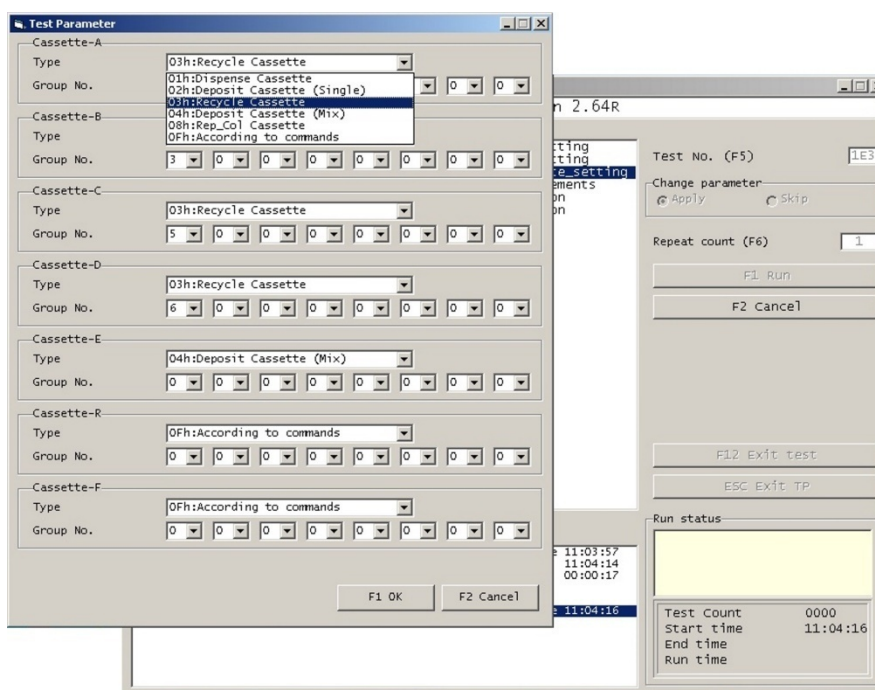 Test Parameter
Cassette-A
Type 03h:Recycle Cassette
Group No. 0 0
01h:Dispense Cassette
02h:Deposit Cassette (Single)
03h:Recycle Cassette
04h:Deposit Cassette (Mix)
08h:Rep_Col Cassette
0Fh:According to commands
Cassette-B
Type
Group No. 3 0 0 0 0 0 0 0
Cassette-C
Type 03h:Recycle Cassette
Group No. 5 0 0 0 0 0 0 0
Cassette-D
Type 03h:Recycle Cassette
Group No. 6 0 0 0 0 0 0 0
Cassette-E
Type 04h:Deposit Cassette (Mix)
Group No. 0 0 0 0 0 0 0 0
Cassette-R
Type 0Fh:According to commands
Group No. 0 0 0 0 0 0 0 0
Cassette-F
Type 0Fh:According to commands
Group No. 0 0 0 0 0 0 0 0
F1 OK F2 Cancel
n 2.64R
tting
tting
te_setting
ements
on
on
Test No. (F5) 1E3
Change parameter
Apply Skip
Repeat count (F6) 1
F1 Run
F2 Cancel
F12 Exit test
ESC Exit TP
Run status
e 11:03:57
11:04:14
00:00:17
e 11:04:16
Test Count 0000
Start time 11:04:16
End time
Run time